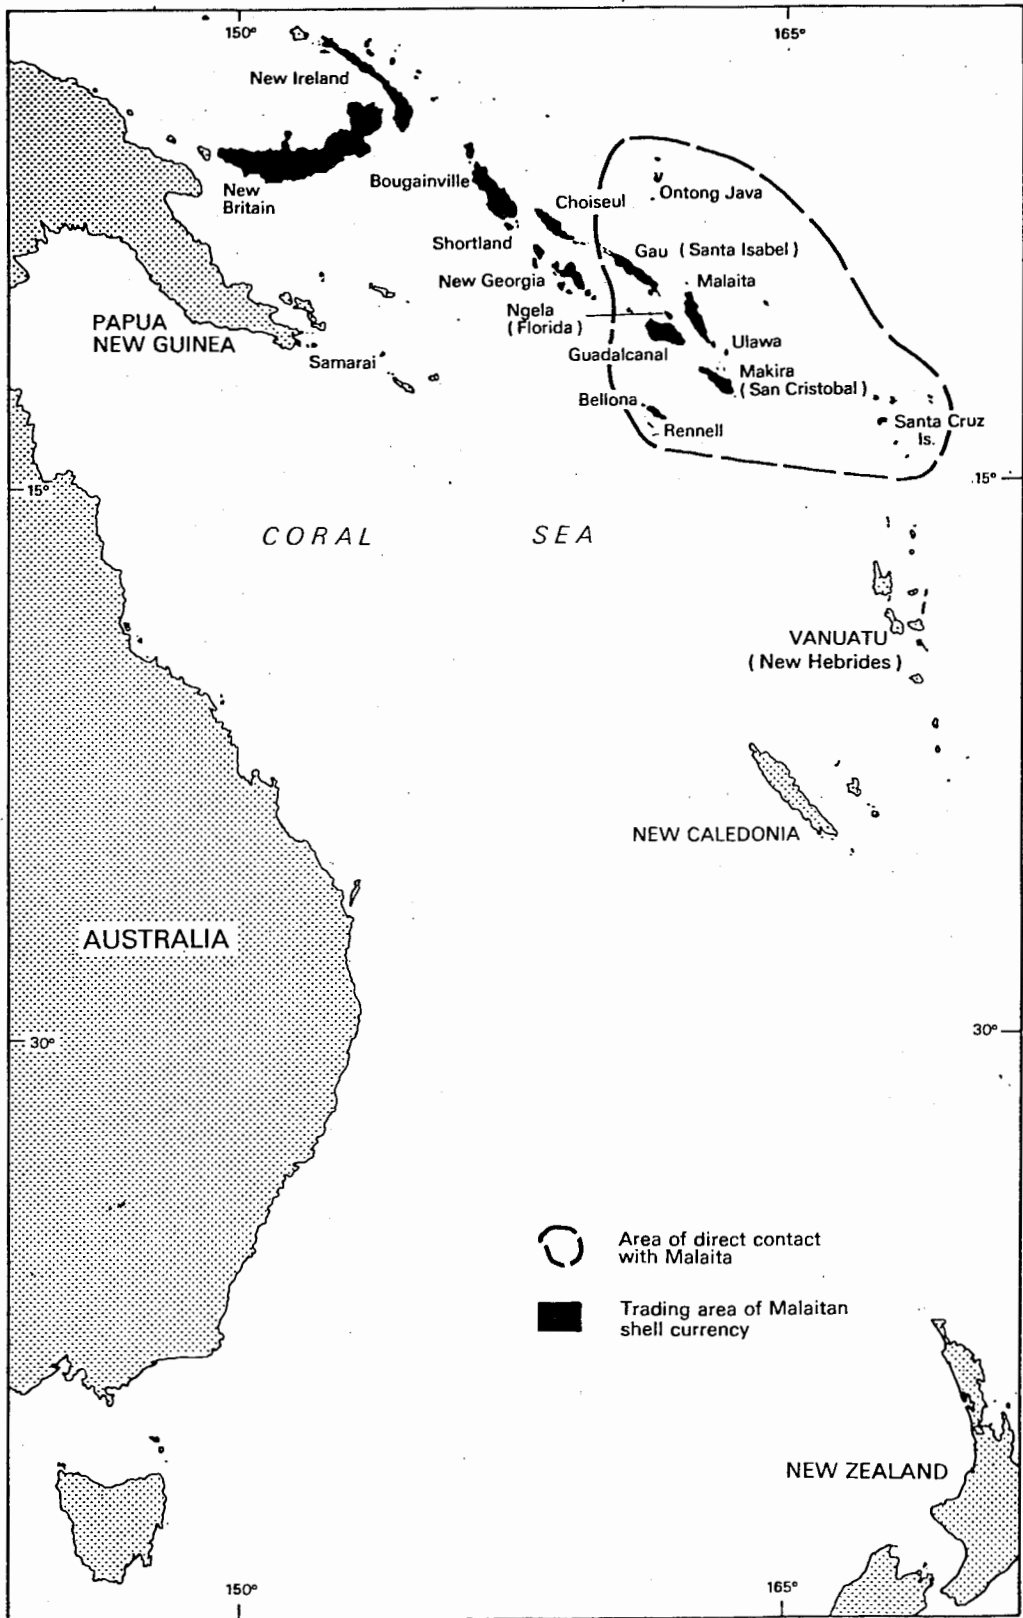 150°
165°
New Ireland
New
Britain
Bougainville
Choiseul
Ontong Java
Shortland
Gau (Santa Isabel)
New Georgia
Malaita
Ngela
(Florida)
PAPUA
NEW GUINEA
Samarai
Guadalcanal
Ulawa
Makira
(San Cristobal)
Bellona
Rennell
Santa Cruz
Is.
15°
15°
CORAL SEA
VANUATU
(New Hebrides)
NEW CALEDONIA
AUSTRALIA
30°
30°
Area of direct contact
with Malaita
Trading area of Malaitan
shell currency
NEW ZEALAND
150°
165°